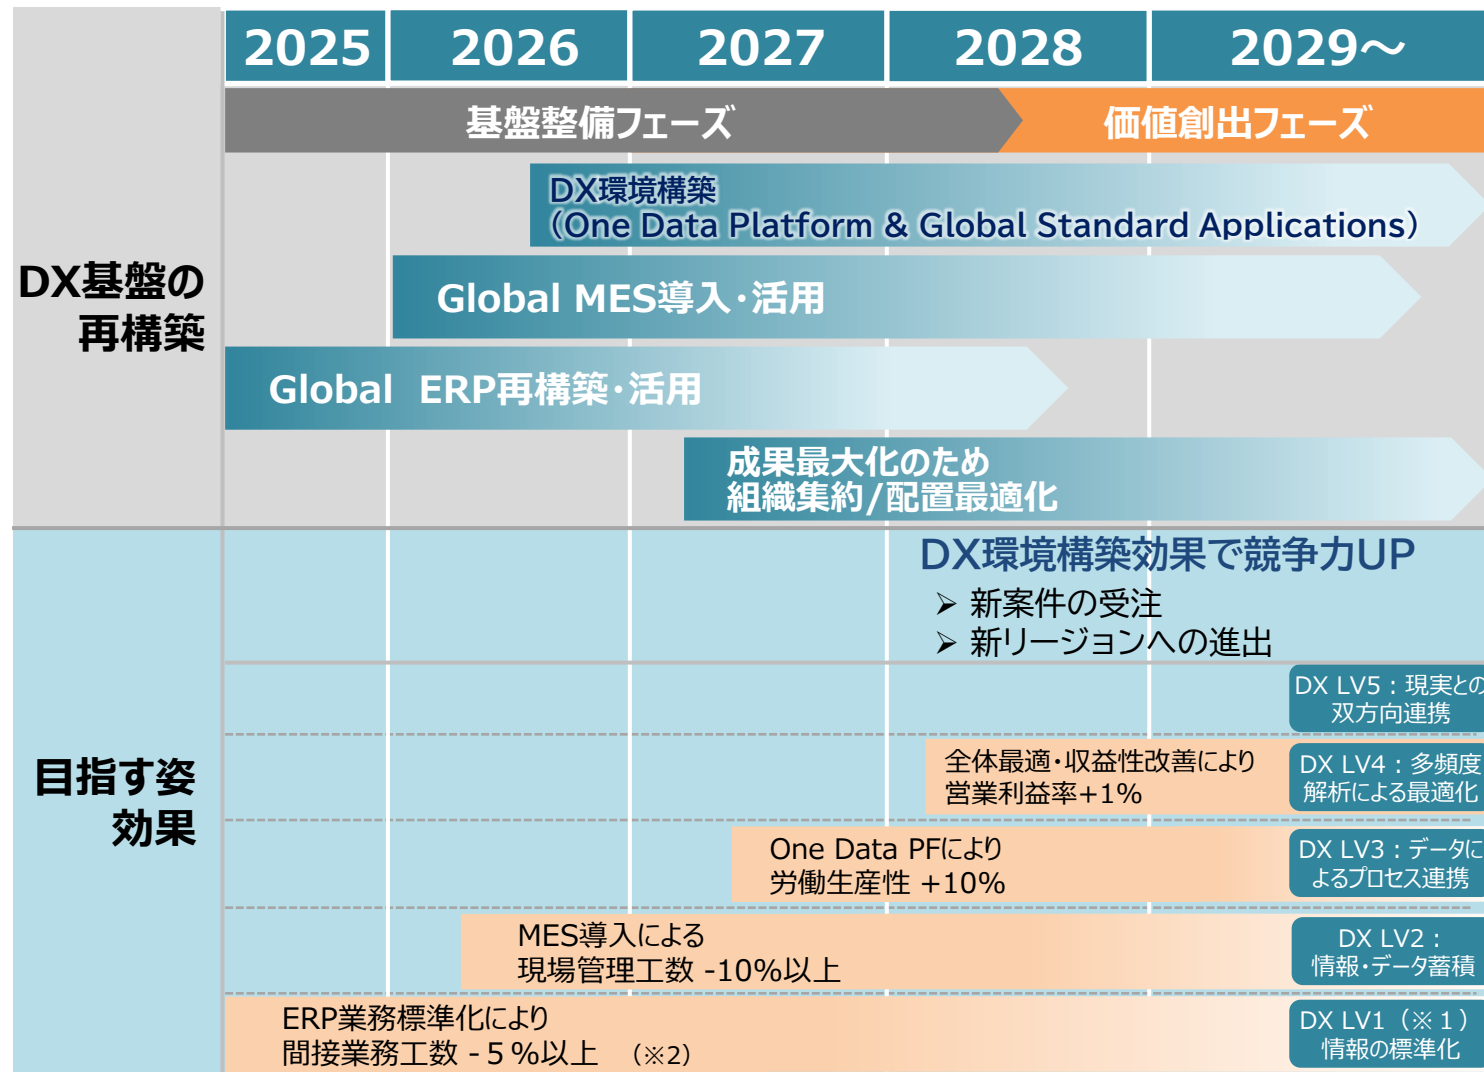 2025
2026
2027
2028
2029～
基盤整備フェーズ
価値創出フェーズ
DX基盤の
再構築
DX環境構築
（One Data Platform & Global Standard Applications）
Global MES導入・活用
Global ERP再構築・活用
成果最大化のため
組織集約/配置最適化
目指す姿
効果
DX環境構築効果で競争力UP
➢ 新案件の受注
➢ 新リージョンへの進出
DX LV5：現実との
双方向連携
全体最適・収益性改善により
営業利益率+1%
DX LV4：多頻度
解析による最適化
One Data PFにより
労働生産性 +10%
DX LV3：データに
よるプロセス連携
MES導入による
現場管理工数 -10%以上
DX LV2：
情報・データ蓄積
ERP業務標準化により
間接業務工数 -５%以上 （※2）
DX LV1（※１）
情報の標準化